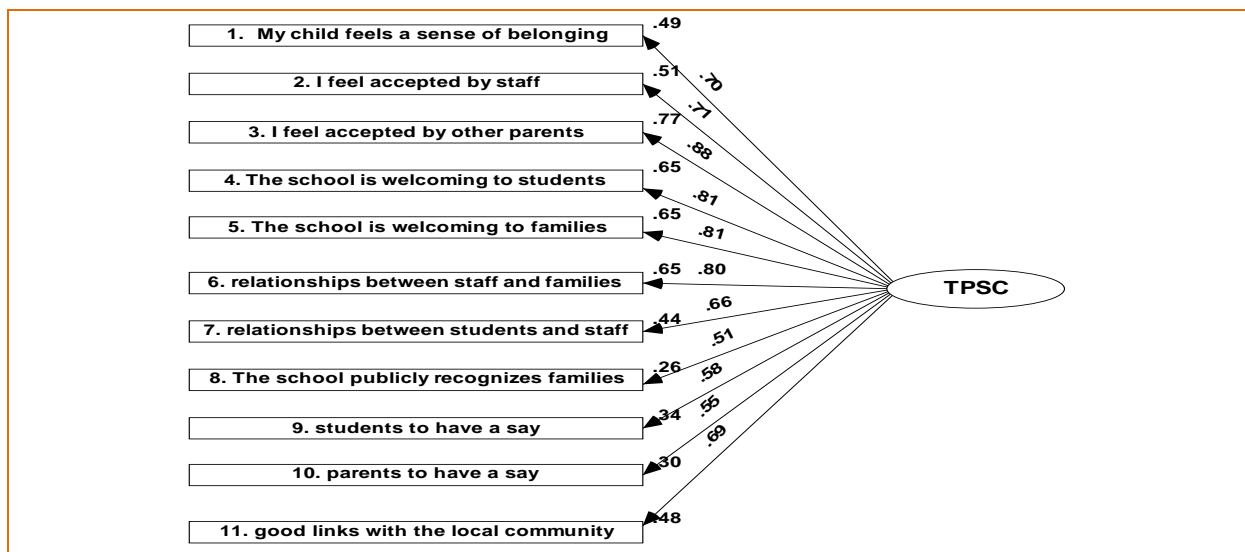 .49
1. My child feels a sense of belonging
.70
.51
2. I feel accepted by staff
.71
.77
3. I feel accepted by other parents
.88
.65
4. The school is welcoming to students
.81
.65
5. The school is welcoming to families
.81
.65 .80
6. relationships between staff and families
TPSC
.66
.44
7. relationships between students and staff
.51
.26
8. The school publicly recognizes families
.58
.34
9. students to have a say
.55
.30
10. parents to have a say
.69
.48
11. good links with the local community